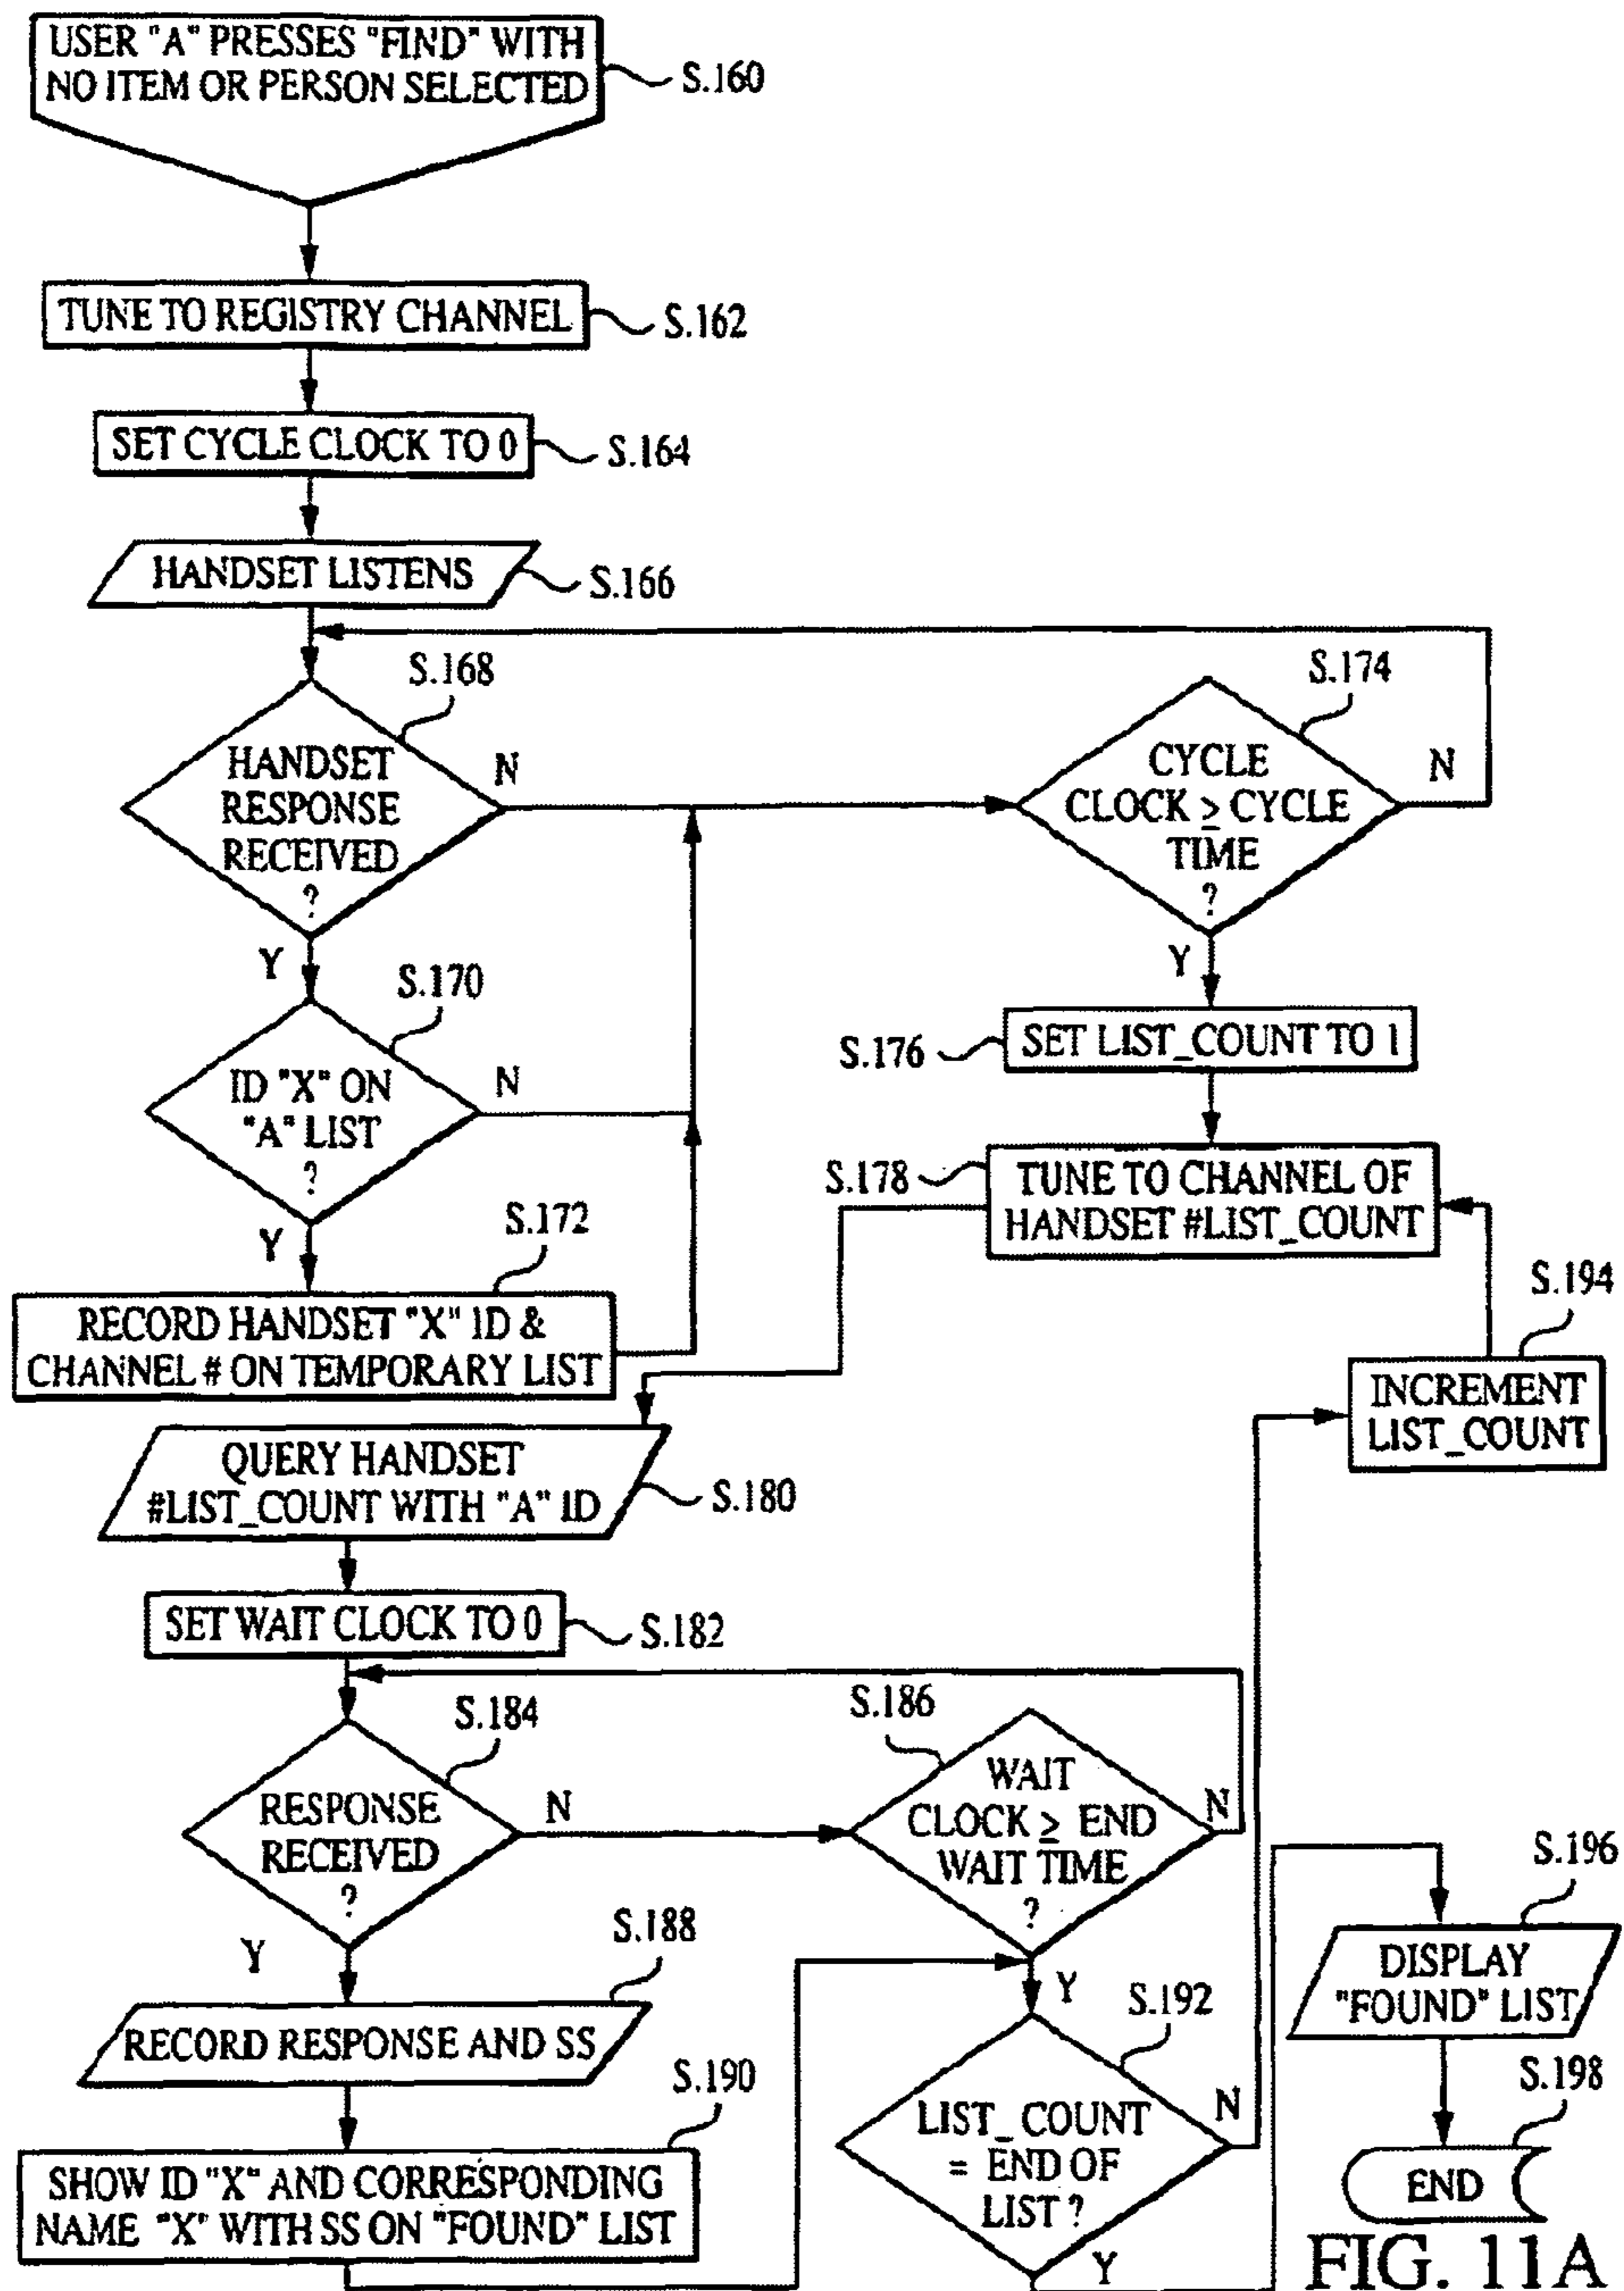 USER "A" PRESSES "FIND" WITH
NO ITEM OR PERSON SELECTED
S.160
TUNE TO REGISTRY CHANNEL
S.162
SET CYCLE CLOCK TO 0
S.164
HANDSET LISTENS
S.166
S.168
HANDSET
RESPONSE
RECEIVED
?
N
Y
S.174
CYCLE
CLOCK ≥ CYCLE
TIME
?
N
Y
S.170
ID "X" ON
"A" LIST
?
N
Y
S.176
SET LIST_COUNT TO 1
S.172
RECORD HANDSET "X" ID &
CHANNEL # ON TEMPORARY LIST
S.178
TUNE TO CHANNEL OF
HANDSET #LIST_COUNT
S.194
INCREMENT
LIST_COUNT
QUERY HANDSET
#LIST_COUNT WITH "A" ID
S.180
SET WAIT CLOCK TO 0
S.182
S.184
RESPONSE
RECEIVED
?
N
Y
S.186
WAIT
CLOCK ≥ END
WAIT TIME
?
N
Y
S.188
RECORD RESPONSE AND SS
S.190
SHOW ID "X" AND CORRESPONDING
NAME "X" WITH SS ON "FOUND" LIST
S.192
LIST_COUNT
= END OF
LIST ?
N
Y
S.196
DISPLAY
"FOUND" LIST
S.198
END
FIG. 11A